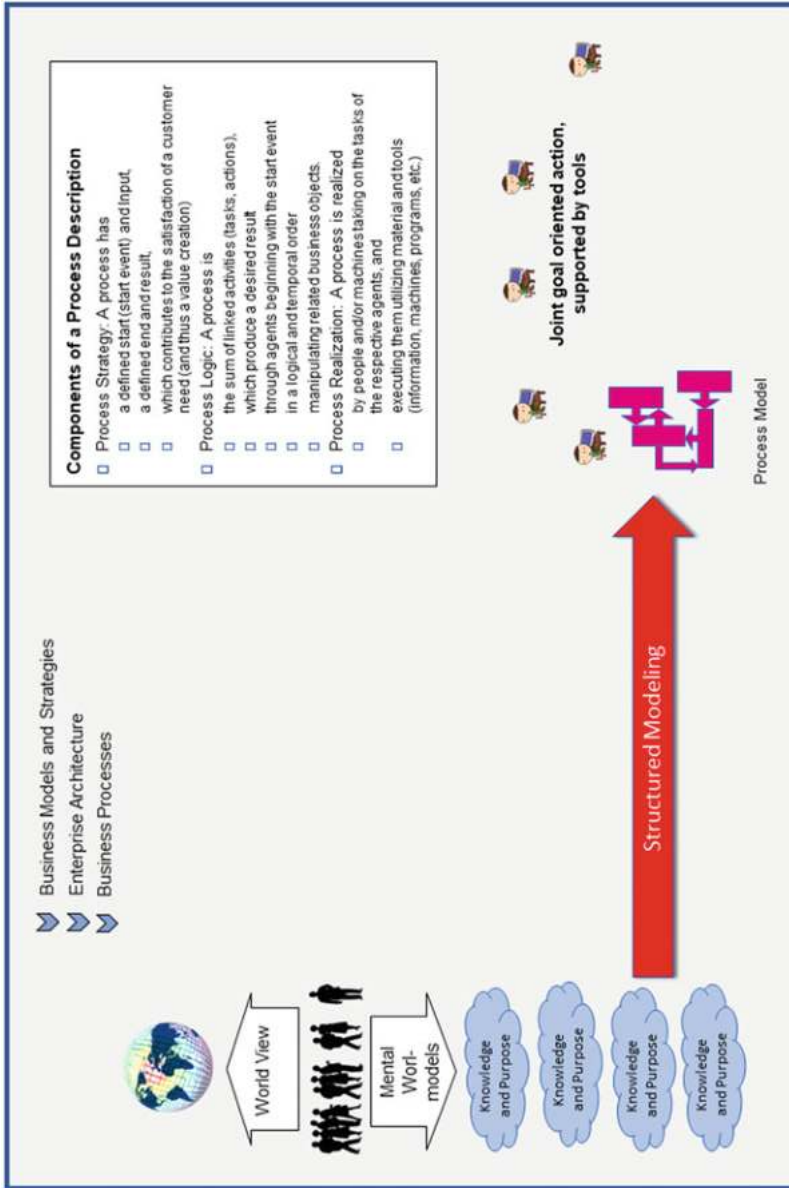 Business Models and Strategies
Enterprise Architecture
Business Processes
Components of a Process Description
Process Strategy: A process has
a defined start (start event) and Input,
a defined end and result,
which contributes to the satisfaction of a customer
need (and thus a value creation)
Process Logic: A process is
the sum of linked activities (tasks, actions),
which produce a desired result
through agents beginning with the start event
in a logical and temporal order
manipulating related business objects.
Process Realization: A process is realized
by people and/or machines taking on the tasks of
the respective agents, and
executing them utilizing material and tools
(information, machines, programs, etc.)
World View
Mental
Worl-
models
Knowledge
and Purpose
Knowledge
and Purpose
Knowledge
and Purpose
Knowledge
and Purpose
Structured Modeling
Joint goal oriented action,
supported by tools
Process Model